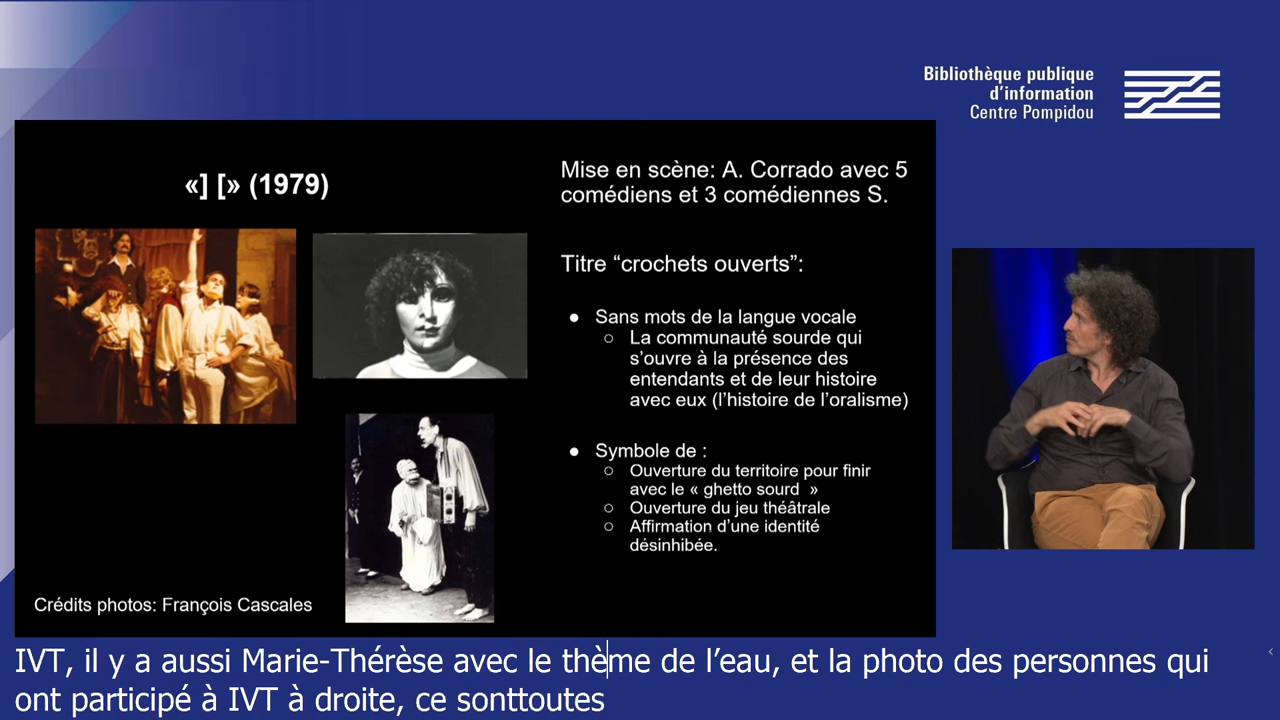 Bibliothèque publique
d'information
Centre Pompidou
«] [» (1979)
Mise en scène: A. Corrado avec 5
comédiens et 3 comédiennes S.
Titre “crochets ouverts”:
● Sans mots de la langue vocale
○ La communauté sourde qui
s’ouvre à la présence des
entendants et de leur histoire
avec eux (l’histoire de l’oralisme)
● Symbole de :
○ Ouverture du territoire pour finir
avec le « ghetto sourd »
○ Ouverture du jeu théâtrale
○ Affirmation d’une identité
désinhibée.
Crédits photos: François Cascales
IVT, il y a aussi Marie-Thérèse avec le thème de l’eau, et la photo des personnes qui
ont participé à IVT à droite, ce sonttoutes